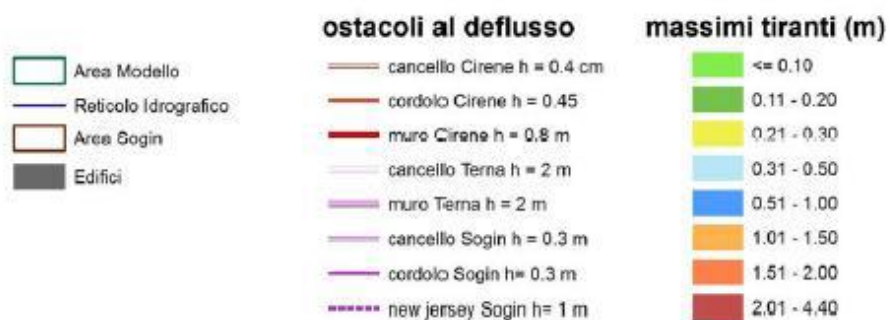 ostacoli al deflusso
massimi tiranti (m)
Area Modello
Reticolo Idrografico
Area Sogin
Edifici
cancello Cirene h = 0.4 cm
cordolo Cirene h = 0.45
muro Cirene h = 0.8 m
cancello Terna h = 2 m
muro Terna h = 2 m
cancello Sogin h = 0.3 m
cordolo Sogin h= 0.3 m
new jersey Sogin h= 1 m
<= 0.10
0.11 - 0.20
0.21 - 0.30
0.31 - 0.50
0.51 - 1.00
1.01 - 1.50
1.51 - 2.00
2.01 - 4.40